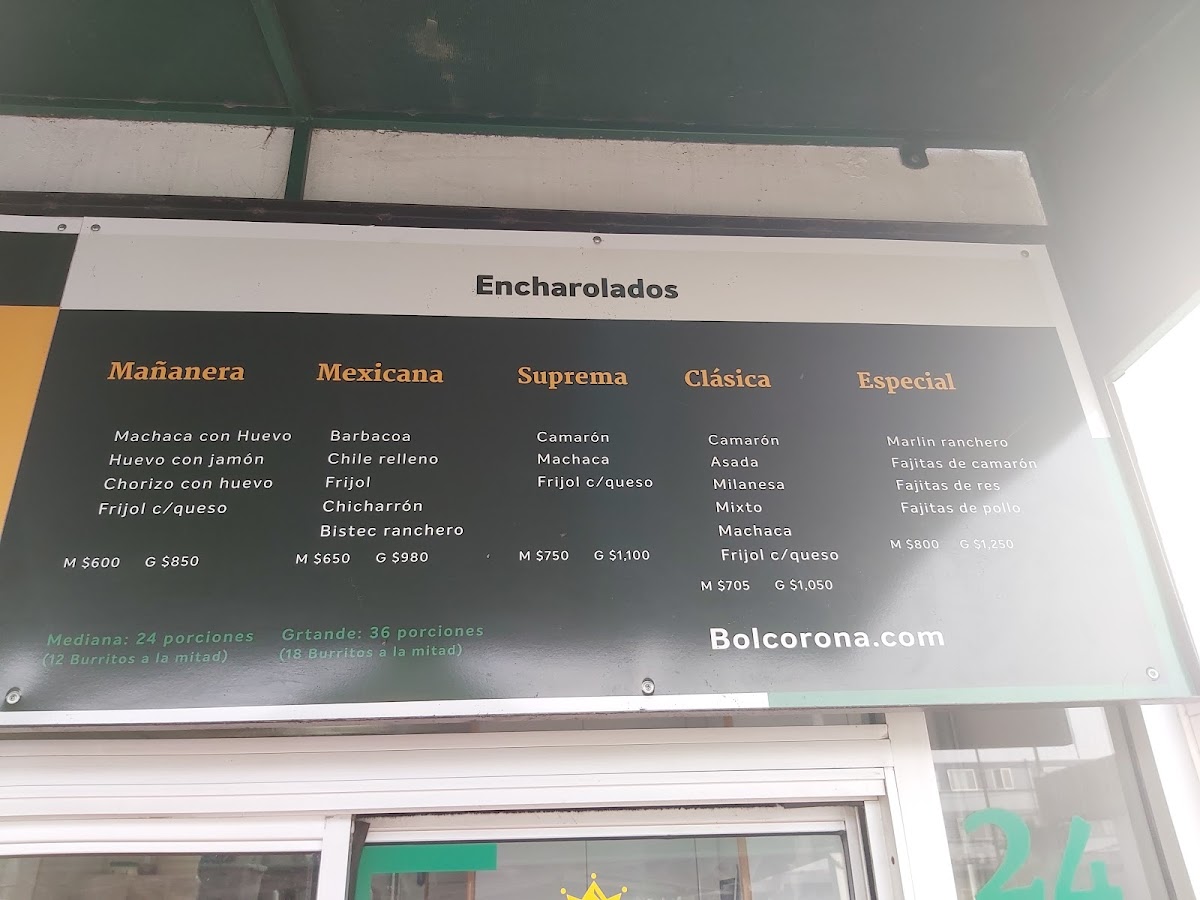 Encharolados
Mañanera
Machaca con Huevo
Huevo con jamón
Chorizo con huevo
Frijol c/queso
M $600 G $850
Mexicana
Barbacoa
Chile relleno
Frijol
Chicharrón
Bistec ranchero
M $650 G $980
Suprema
Camarón
Machaca
Frijol c/queso
M $750 G $1,100
Clásica
Camarón
Asada
Milanesa
Mixto
Machaca
Frijol c/queso
M $705 G $1,050
Especial
Marlin ranchero
Fajitas de camarón
Fajitas de res
Fajitas de pollo
M $800 G $1,250
Mediana: 24 porciones
(12 Burritos a la mitad)
Grtande: 36 porciones
(18 Burritos a la mitad)
Bolcorona.com
24